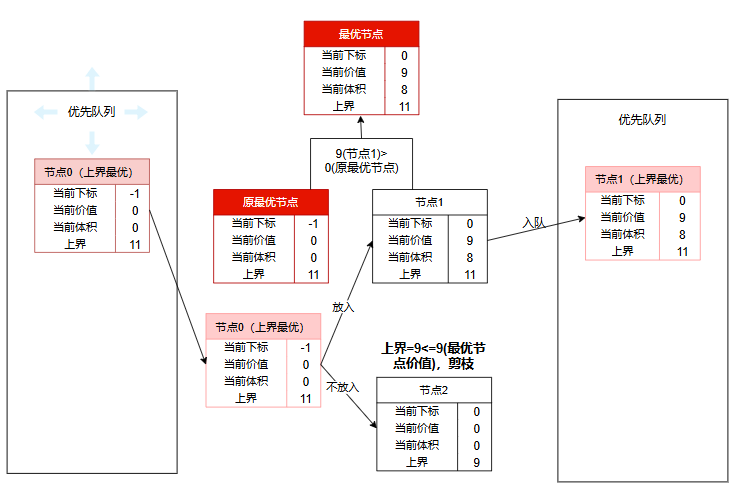 最优节点
当前下标 0
当前价值 9
当前体积 8
上界 11
优先队列
节点0（上界最优）
当前下标 -1
当前价值 0
当前体积 0
上界 11
9(节点1)>
0(原最优节点)
原最优节点
当前下标 -1
当前价值 0
当前体积 0
上界 11
节点1
当前下标 0
当前价值 9
当前体积 8
上界 11
入队
优先队列
节点1（上界最优）
当前下标 0
当前价值 9
当前体积 8
上界 11
放入
节点0（上界最优）
当前下标 -1
当前价值 0
当前体积 0
上界 11
不放入
上界=9<=9(最优节
点价值)，剪枝
节点2
当前下标 0
当前价值 0
当前体积 0
上界 9